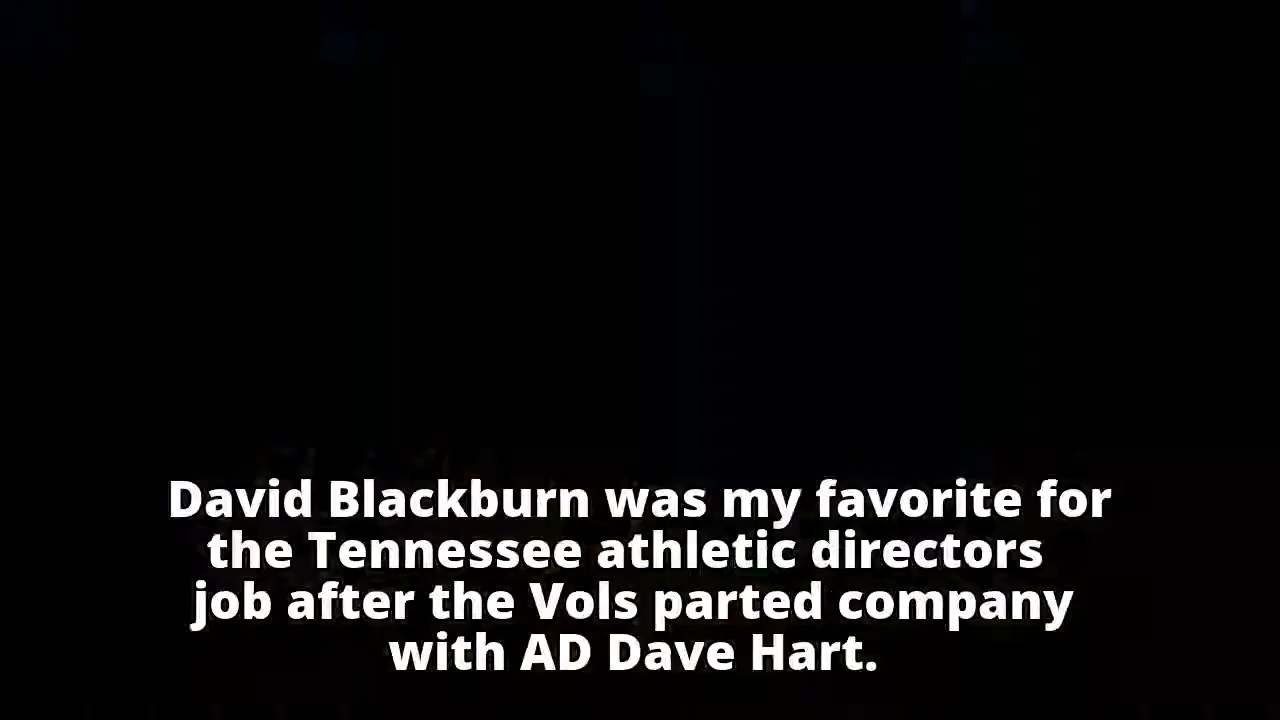 David Blackburn was my favorite for
the Tennessee athletic directors
job after the Vols parted company
with AD Dave Hart.